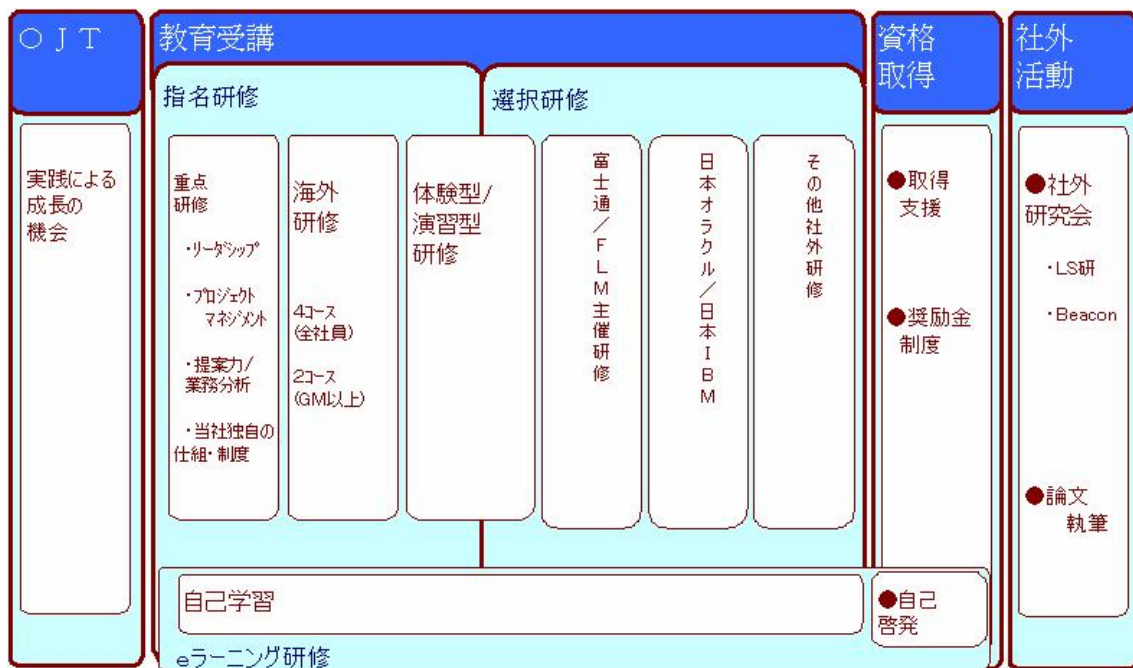 OJT
実践による
成長の
機会
教育受講
指名研修
選択研修
重点
研修
・リーダシップ
・プロジェクト
マネジメント
・提案力/
業務分析
・当社独自の
仕組・制度
海外
研修
4コース
(全社員)
2コース
(GM以上)
体験型/
演習型
研修
富士通/FLM主催研修
日本オラクル/日本IBM
その他社外研修
自己学習
eラーニング研修
資格
取得
●取得
支援
●奨励金
制度
●自己
啓発
社外
活動
●社外
研究会
・LS研
・Beacon
●論文
執筆